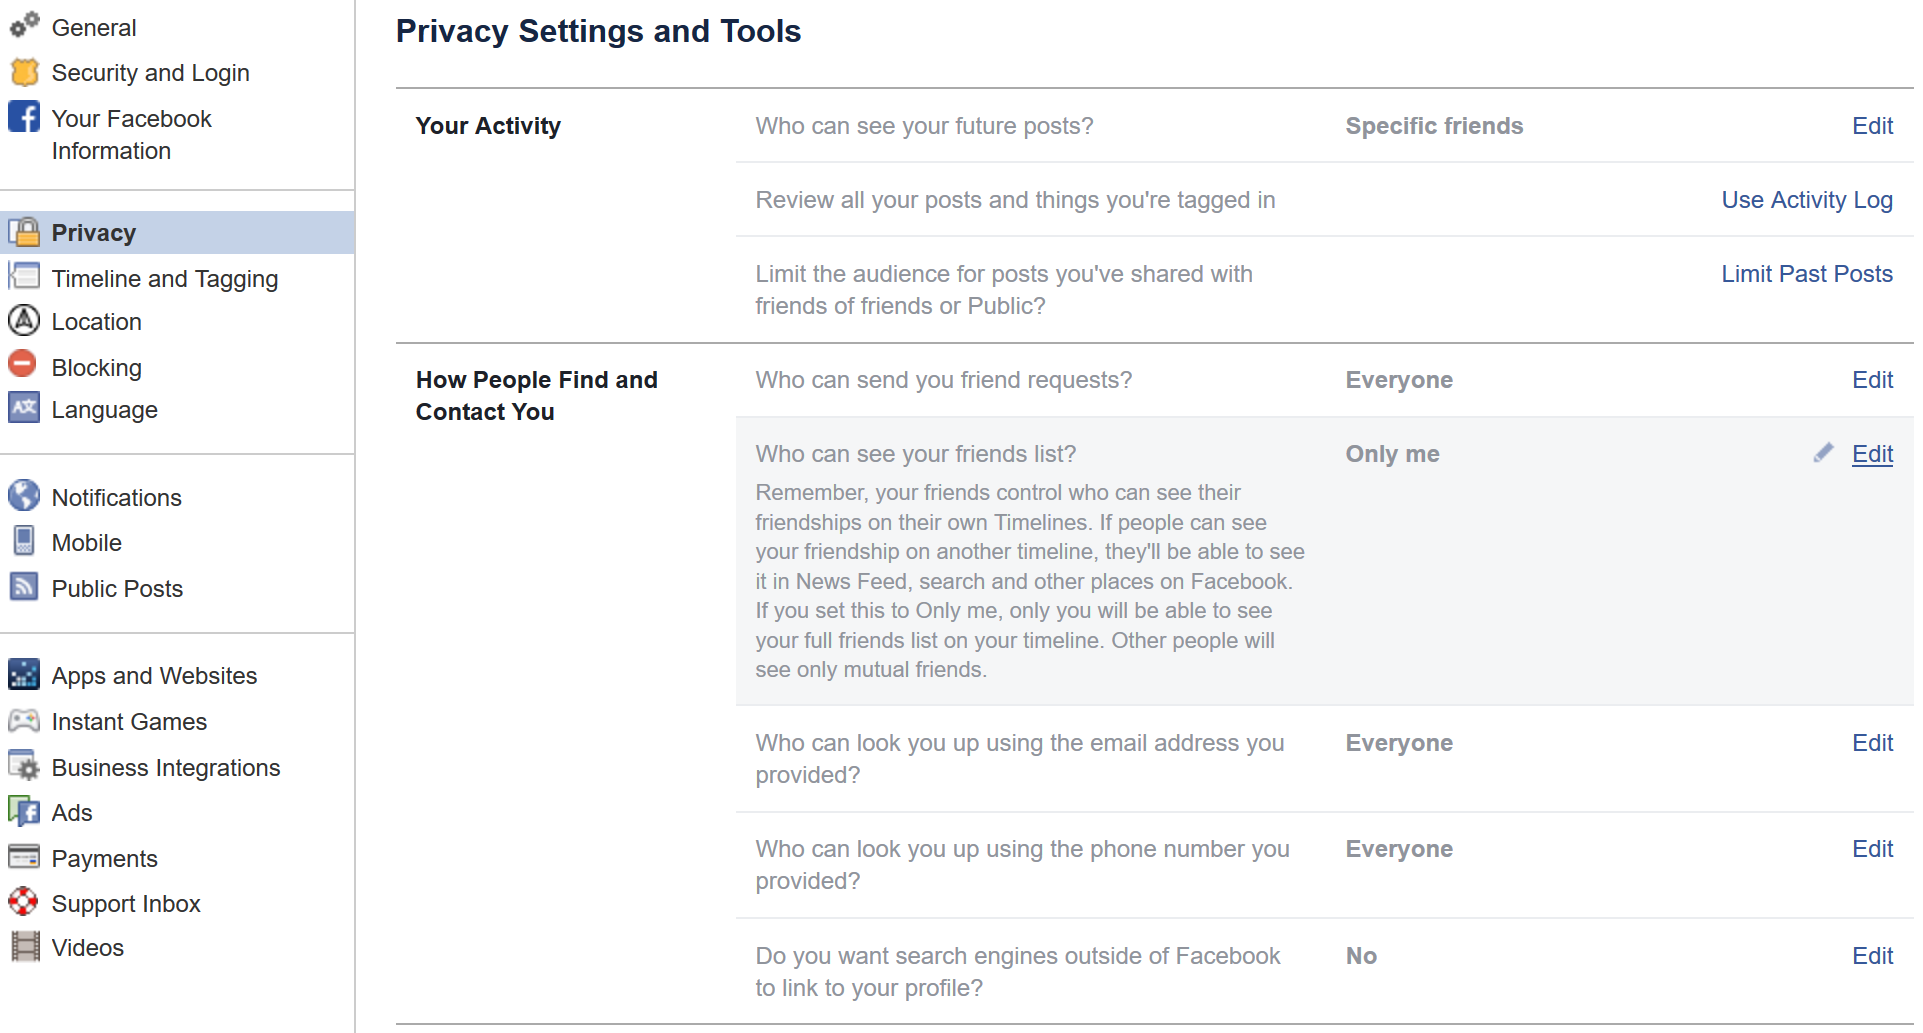 General
Security and Login
Your Facebook
Information
Privacy
Timeline and Tagging
Location
Blocking
Language
Notifications
Mobile
Public Posts
Apps and Websites
Instant Games
Business Integrations
Ads
Payments
Support Inbox
Videos
Privacy Settings and Tools
Your Activity
Who can see your future posts?
Specific friends
Edit
Review all your posts and things you're tagged in
Use Activity Log
Limit the audience for posts you've shared with
friends of friends or Public?
Limit Past Posts
How People Find and
Contact You
Who can send you friend requests?
Everyone
Edit
Who can see your friends list?
Only me
Edit
Remember, your friends control who can see their
friendships on their own Timelines. If people can see
your friendship on another timeline, they'll be able to see
it in News Feed, search and other places on Facebook.
If you set this to Only me, only you will be able to see
your full friends list on your timeline. Other people will
see only mutual friends.
Who can look you up using the email address you
provided?
Everyone
Edit
Who can look you up using the phone number you
provided?
Everyone
Edit
Do you want search engines outside of Facebook
to link to your profile?
No
Edit